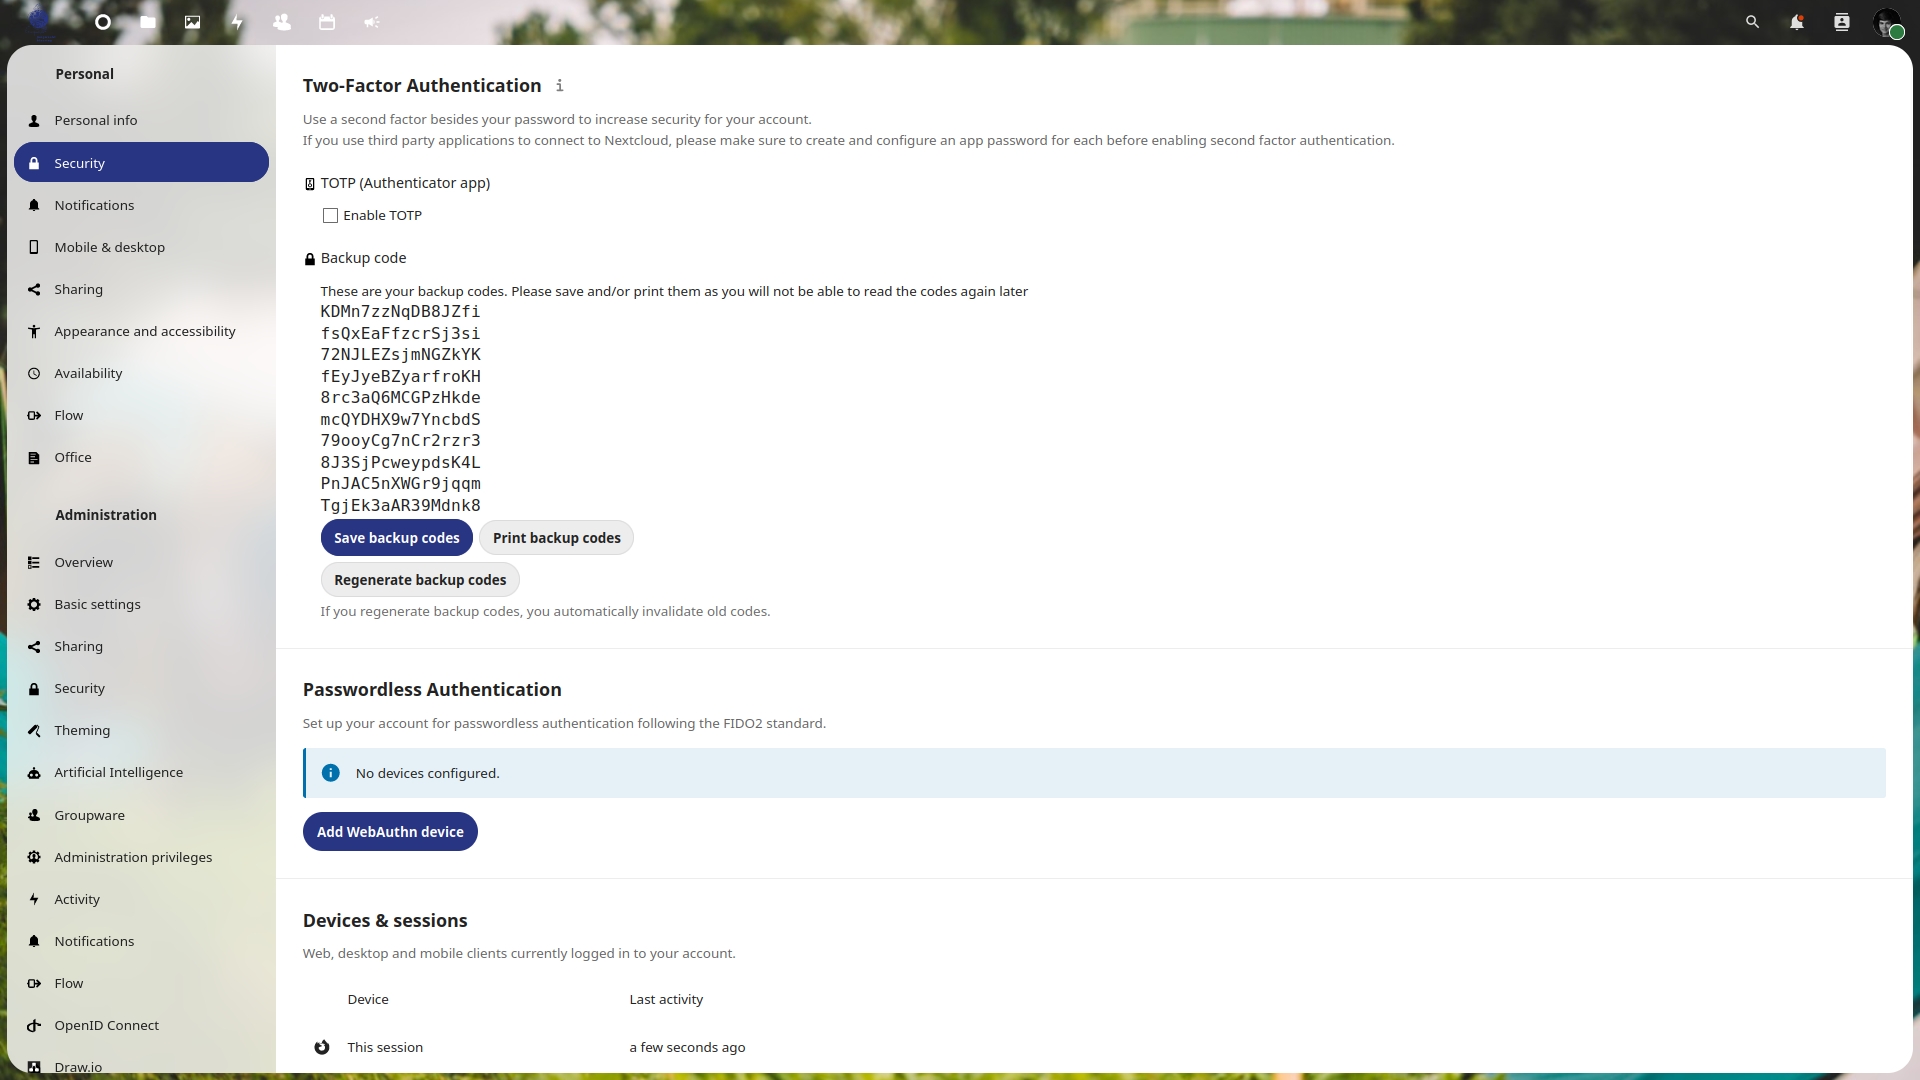 Personal
Personal info
Security
Notifications
Mobile & desktop
Sharing
Appearance and accessibility
Availability
Flow
Office
Administration
Overview
Basic settings
Sharing
Security
Theming
Artificial Intelligence
Groupware
Administration privileges
Activity
Notifications
Flow
OpenID Connect
Draw.io
Two-Factor Authentication
Use a second factor besides your password to increase security for your account.
If you use third party applications to connect to Nextcloud, please make sure to create and configure an app password for each before enabling second factor authentication.
TOTP (Authenticator app)
Enable TOTP
Backup code
These are your backup codes. Please save and/or print them as you will not be able to read the codes again later
KDMn7zzNqDB8JZfi
fsQxEaFfzcrSj3si
72NJLEZsjmNGZkYK
fEyJyeBZyarfroKH
8rc3aQ6MCGPzHkde
mcQYDHX9w7YncbdS
79ooyCg7nCr2rzr3
8J3SjPcweypdsK4L
PnJAC5nXWGr9jqqm
TgjEk3aAR39Mdnk8
Save backup codes
Print backup codes
Regenerate backup codes
If you regenerate backup codes, you automatically invalidate old codes.
Passwordless Authentication
Set up your account for passwordless authentication following the FIDO2 standard.
No devices configured.
Add WebAuthn device
Devices & sessions
Web, desktop and mobile clients currently logged in to your account.
Device Last activity
This session a few seconds ago